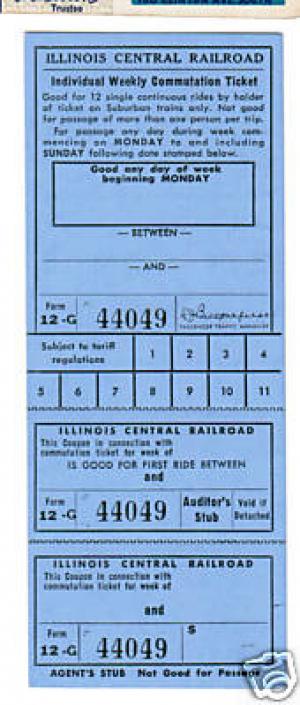 Trustee
ILLINOIS CENTRAL RAILROAD
Individual Weekly Commutation Ticket
Good for 12 single continuous rides by holder
of ticket on Suburban trains only. Not good
for passage of more than one person per trip.
For passage any day during week com-
mencing on MONDAY to and including
SUNDAY following date stamped below.
Good any day of week
beginning MONDAY
— BETWEEN —
— AND —
Form
12-G
44049
PASSENGER TRAFFIC MANAGER
Subject to tariff
regulations
1 2 3 4
5 6 7 8 9 10 11
ILLINOIS CENTRAL RAILROAD
This Coupon in connection with
commutation ticket for week of
IS GOOD FOR FIRST RIDE BETWEEN
and
Form
12-G
44049
Auditor's
Stub
Void if
Detached
ILLINOIS CENTRAL RAILROAD
This Coupon in connection with
commutation ticket for week of
and
Form
12-G
44049
S
AGENT'S STUB Not Good for Passage